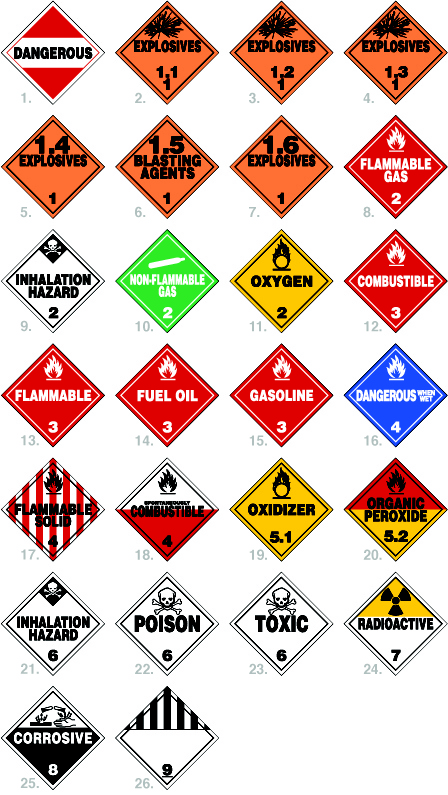 DANGEROUS
1.
EXPLOSIVES
1.1
1
2.
EXPLOSIVES
1.2
1
3.
EXPLOSIVES
1.3
1
4.
1.4
EXPLOSIVES
1
5.
1.5
BLASTING
AGENTS
1
6.
1.6
EXPLOSIVES
1
7.
FLAMMABLE
GAS
2
8.
INHALATION
HAZARD
2
9.
NON-FLAMMABLE
GAS
2
10.
OXYGEN
2
11.
COMBUSTIBLE
3
12.
FLAMMABLE
3
13.
FUEL OIL
3
14.
GASOLINE
3
15.
DANGEROUS WHEN
WET
4
16.
FLAMMABLE
SOLID
4
17.
SPONTANEOUSLY
COMBUSTIBLE
4
18.
OXIDIZER
5.1
19.
ORGANIC
PEROXIDE
5.2
20.
INHALATION
HAZARD
6
21.
POISON
6
22.
TOXIC
6
23.
RADIOACTIVE
7
24.
CORROSIVE
8
25.
9
26.